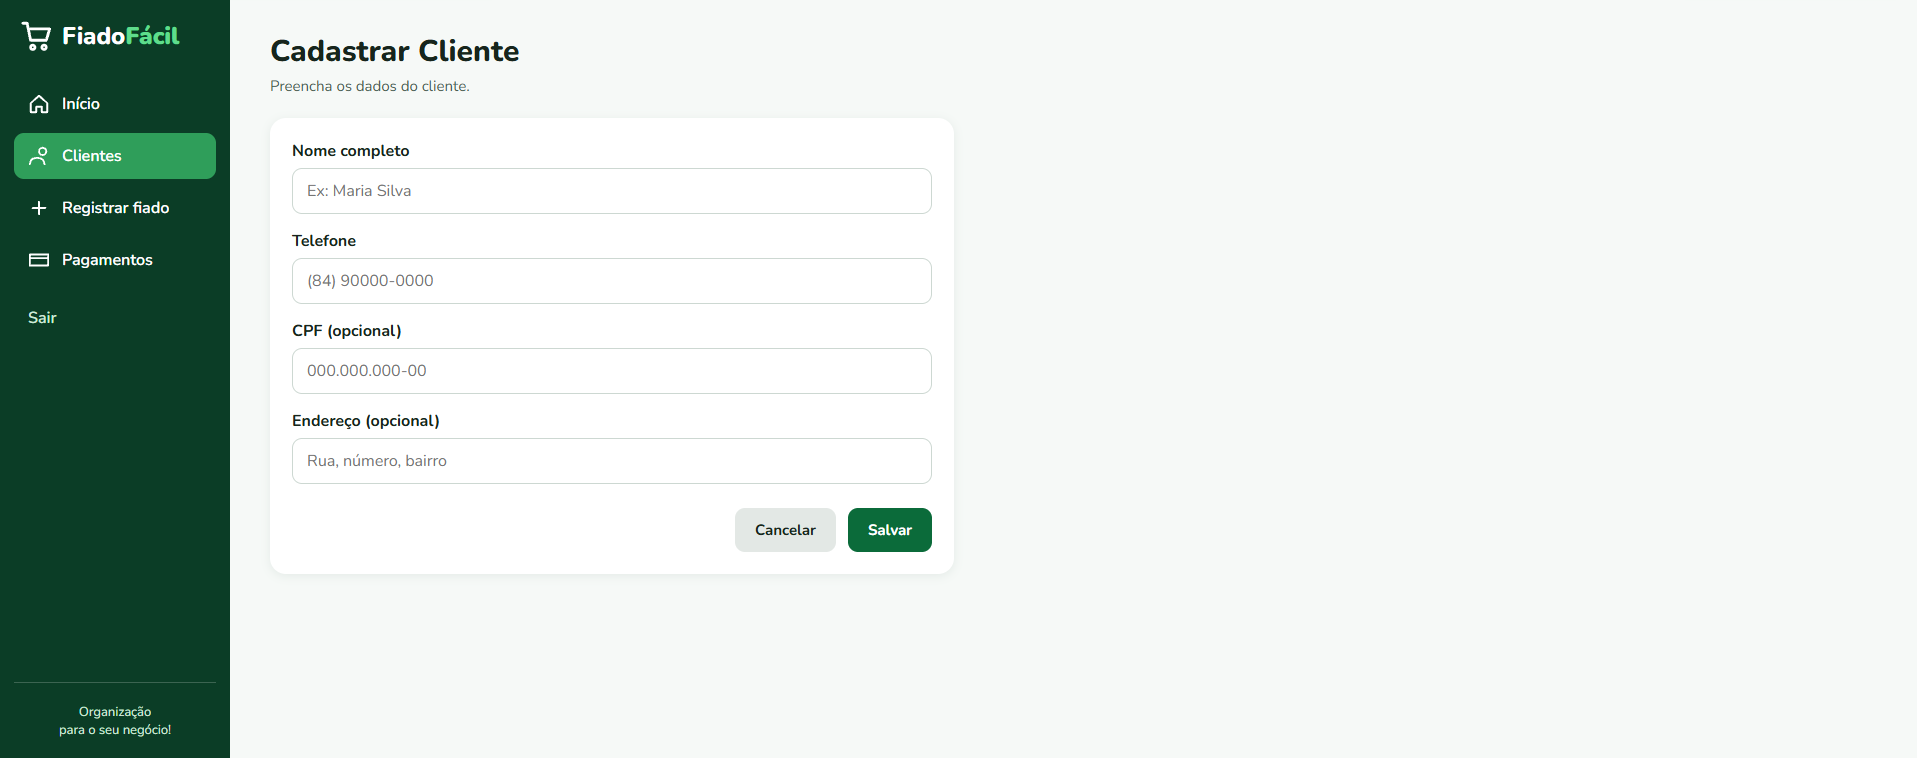 FiadoFácil
Início
Clientes
Registrar fiado
Pagamentos
Sair
Organização
para o seu negócio!
Cadastrar Cliente
Preencha os dados do cliente.
Nome completo
Ex: Maria Silva
Telefone
(84) 90000-0000
CPF (opcional)
000.000.000-00
Endereço (opcional)
Rua, número, bairro
Cancelar
Salvar